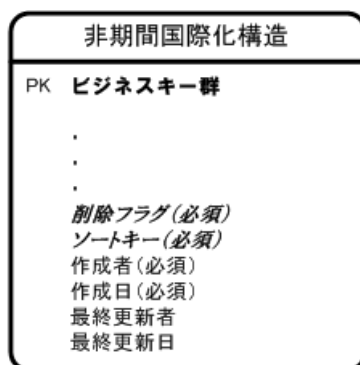 非期間国際化構造
PK ビジネスキー群
.
.
.
削除フラグ(必須)
ソートキー(必須)
作成者(必須)
作成日(必須)
最終更新者
最終更新日